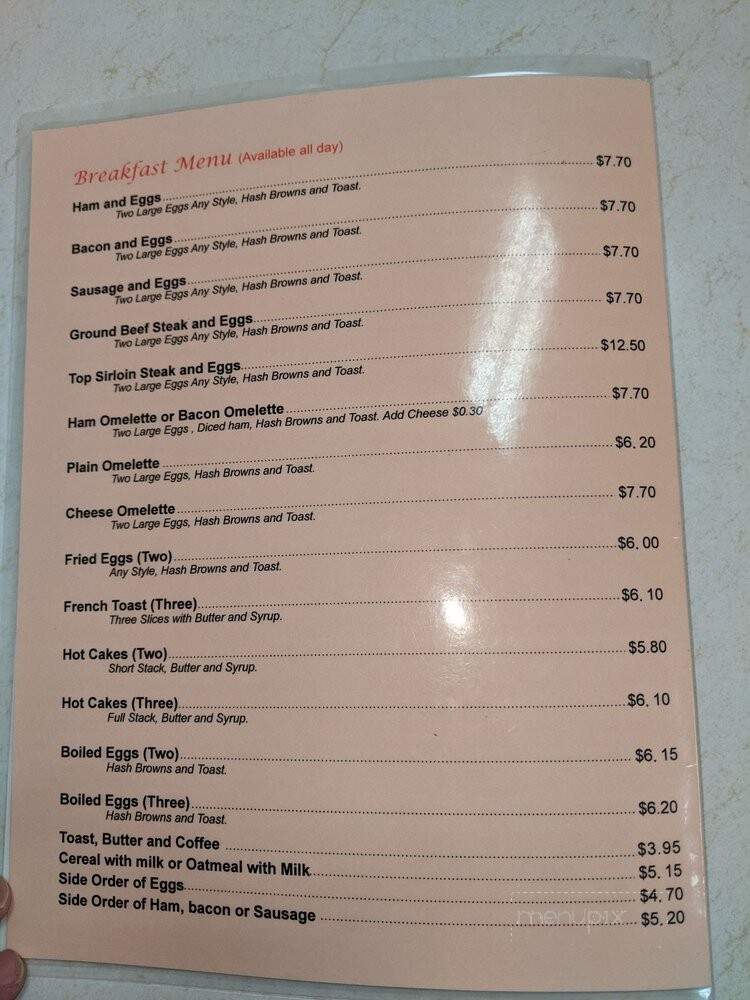 Breakfast Menu (Available all day)
Ham and Eggs $7.70
Two Large Eggs Any Style, Hash Browns and Toast.
Bacon and Eggs $7.70
Two Large Eggs Any Style, Hash Browns and Toast.
Sausage and Eggs $7.70
Two Large Eggs Any Style, Hash Browns and Toast.
Ground Beef Steak and Eggs $7.70
Two Large Eggs Any Style, Hash Browns and Toast.
Top Sirloin Steak and Eggs $12.50
Two Large Eggs Any Style, Hash Browns and Toast.
Ham Omelette or Bacon Omelette $7.70
Two Large Eggs , Diced ham, Hash Browns and Toast. Add Cheese $0.30
Plain Omelette $6.20
Two Large Eggs, Hash Browns and Toast.
Cheese Omelette $7.70
Two Large Eggs, Hash Browns and Toast.
Fried Eggs (Two) $6.00
Any Style, Hash Browns and Toast.
French Toast (Three) $6.10
Three Slices with Butter and Syrup.
Hot Cakes (Two) $5.80
Short Stack, Butter and Syrup.
Hot Cakes (Three) $6.10
Full Stack, Butter and Syrup.
Boiled Eggs (Two) $6.15
Hash Browns and Toast.
Boiled Eggs (Three) $6.20
Hash Browns and Toast.
Toast, Butter and Coffee $3.95
Cereal with milk or Oatmeal with Milk $5.15
Side Order of Eggs $4.70
Side Order of Ham, bacon or Sausage $5.20
menupix